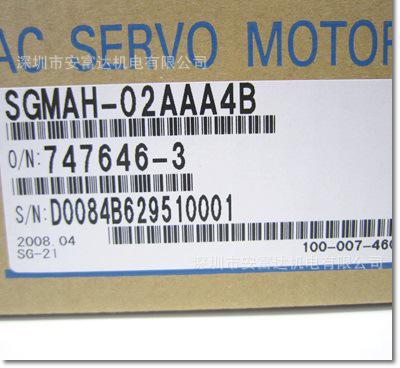 AC SERVO MOTOR
深圳市安富达机电有限公司
SGMAH-02AAA4B
O/N:747646-3
S/N:D0084B629510001
2008.04
SG-21
100-007-460
深圳市安富达机电有限公司